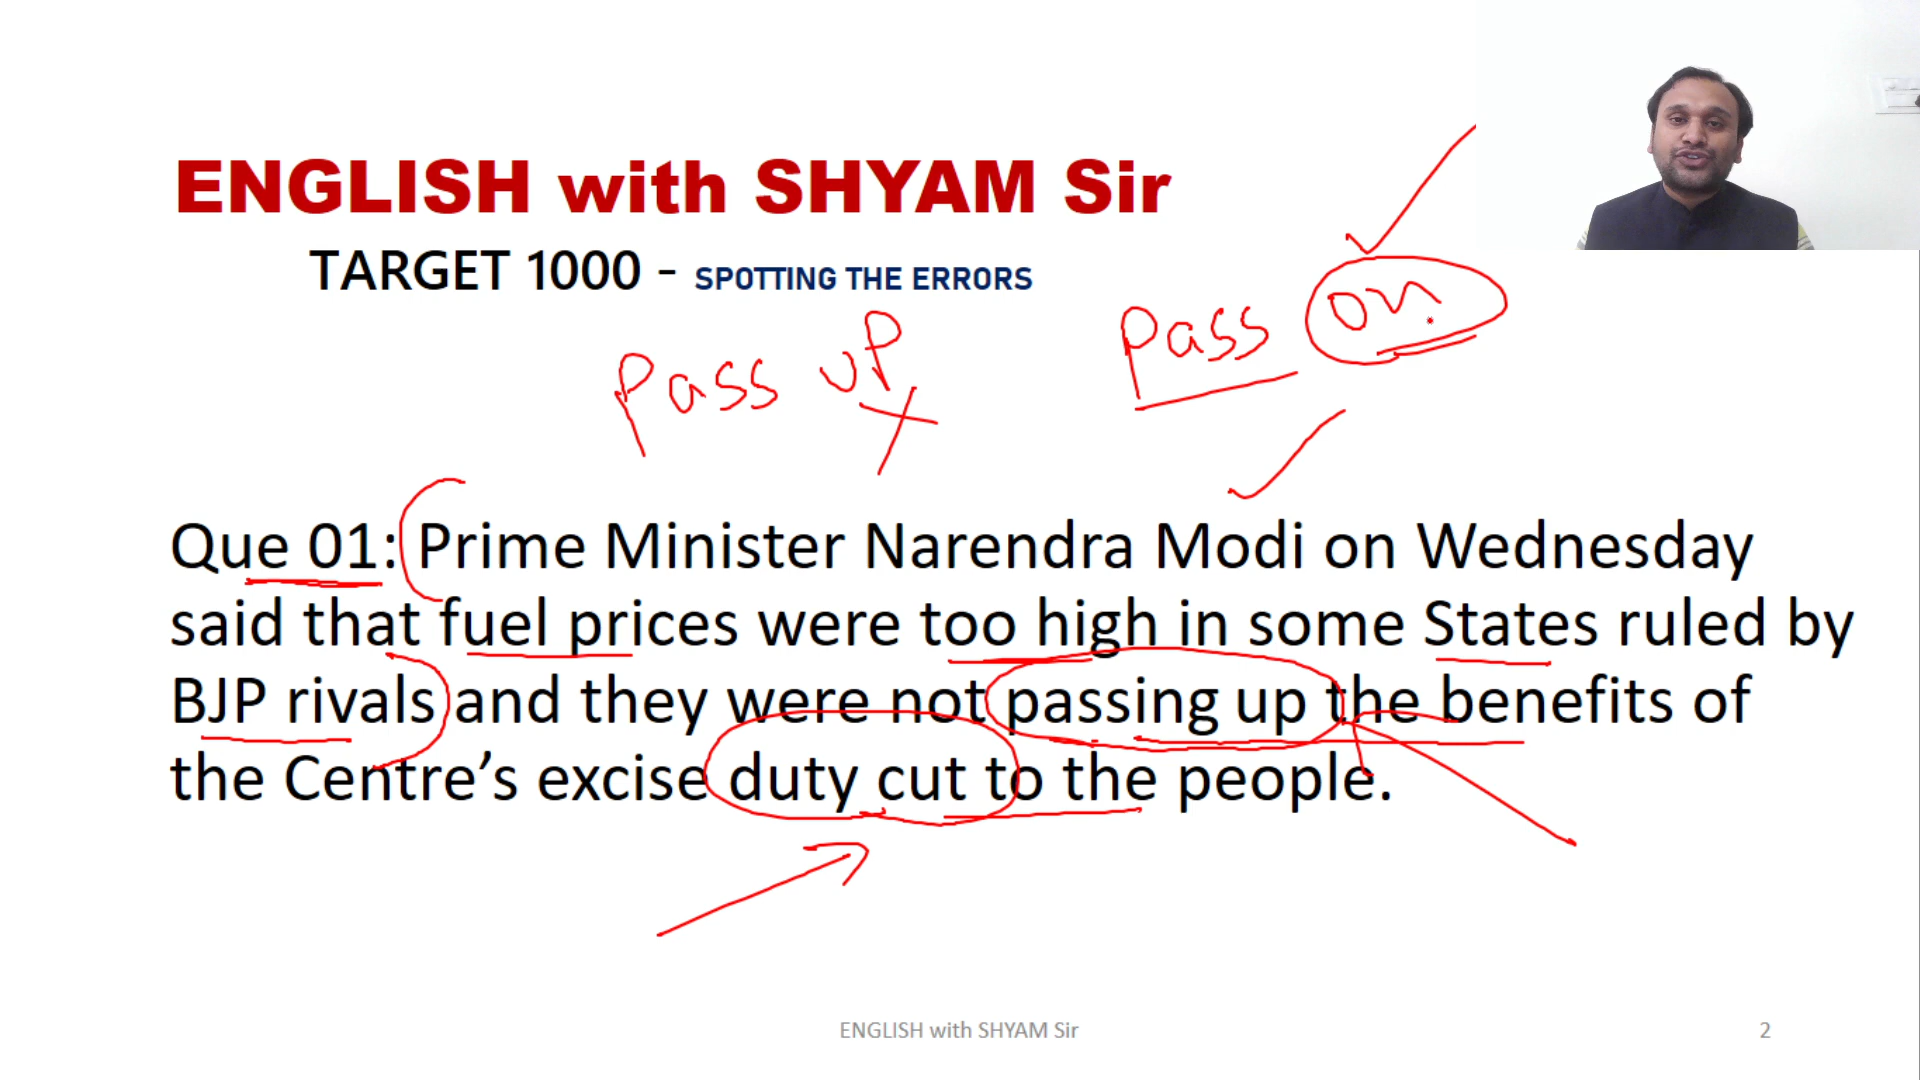 ENGLISH with SHYAM Sir
TARGET 1000 - SPOTTING THE ERRORS
Pass up
Pass on
Que 01: Prime Minister Narendra Modi on Wednesday
said that fuel prices were too high in some States ruled by
BJP rivals and they were not passing up the benefits of
the Centre’s excise duty cut to the people.
ENGLISH with SHYAM Sir
2